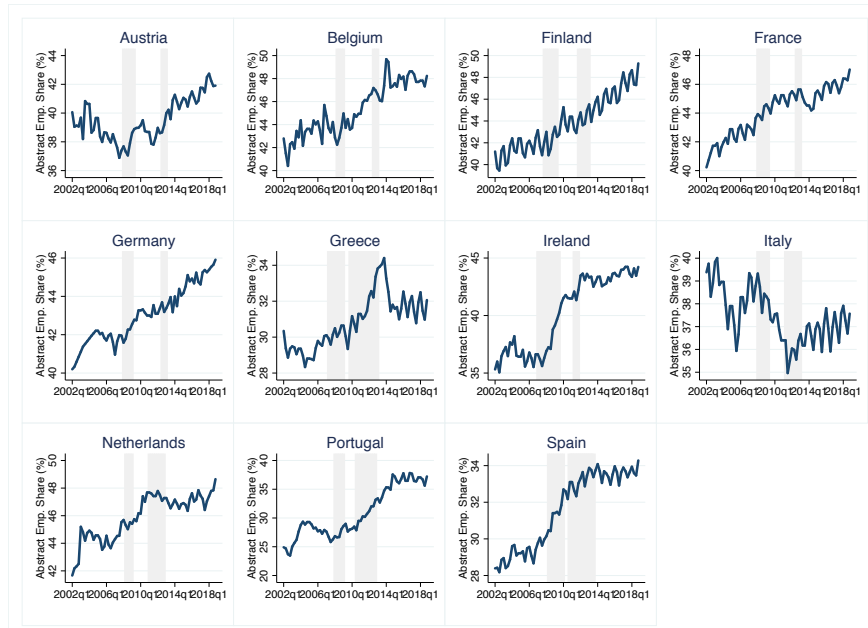 Austria
Abstract Emp. Share (%)
44
42
40
38
36
2002q1 2006q1 2010q1 2014q1 2018q1
Belgium
Abstract Emp. Share (%)
50
48
46
44
42
40
2002q1 2006q1 2010q1 2014q1 2018q1
Finland
Abstract Emp. Share (%)
50
48
46
44
42
40
2002q1 2006q1 2010q1 2014q1 2018q1
France
Abstract Emp. Share (%)
48
46
44
42
40
2002q1 2006q1 2010q1 2014q1 2018q1
Germany
Abstract Emp. Share (%)
46
44
42
40
2002q1 2006q1 2010q1 2014q1 2018q1
Greece
Abstract Emp. Share (%)
34
32
30
28
2002q1 2006q1 2010q1 2014q1 2018q1
Ireland
Abstract Emp. Share (%)
45
40
35
2002q1 2006q1 2010q1 2014q1 2018q1
Italy
Abstract Emp. Share (%)
40
39
38
37
36
35
2002q1 2006q1 2010q1 2014q1 2018q1
Netherlands
Abstract Emp. Share (%)
50
48
46
44
42
2002q1 2006q1 2010q1 2014q1 2018q1
Portugal
Abstract Emp. Share (%)
40
35
30
25
20
2002q1 2006q1 2010q1 2014q1 2018q1
Spain
Abstract Emp. Share (%)
34
32
30
28
2002q1 2006q1 2010q1 2014q1 2018q1